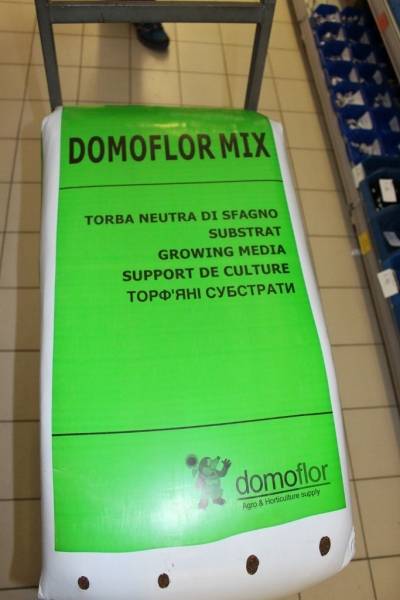 DOMOFLOR MIX
TORBA NEUTRA DI SFAGNO
SUBSTRAT
GROWING MEDIA
SUPPORT DE CULTURE
ТОРФ'ЯНІ СУБСТРАТИ
domoflor
Agro & Horticulture supply